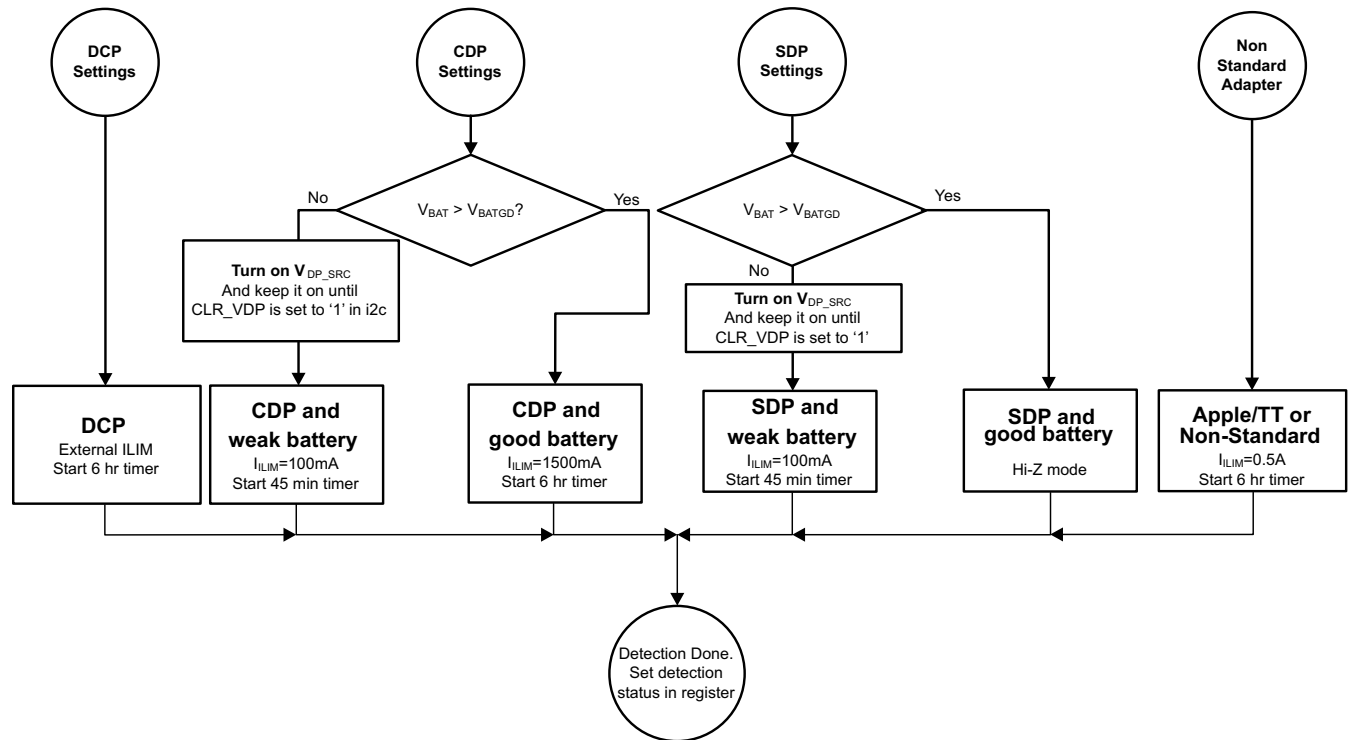 DCP
Settings
CDP
Settings
SDP
Settings
Non
Standard
Adapter
No
V_BAT > V_BATGD?
Yes
V_BAT > V_BATGD
Yes
No
Turn on V_DP_SRC
And keep it on until
CLR_VDP is set to ‘1’ in i2c
Turn on V_DP_SRC
And keep it on until
CLR_VDP is set to ‘1’
DCP
External ILIM
Start 6 hr timer
CDP and
weak battery
I_ILIM=100mA
Start 45 min timer
CDP and
good battery
I_ILIM=1500mA
Start 6 hr timer
SDP and
weak battery
I_ILIM=100mA
Start 45 min timer
SDP and
good battery
Hi-Z mode
Apple/TT or
Non-Standard
I_ILIM=0.5A
Start 6 hr timer
Detection Done.
Set detection
status in register